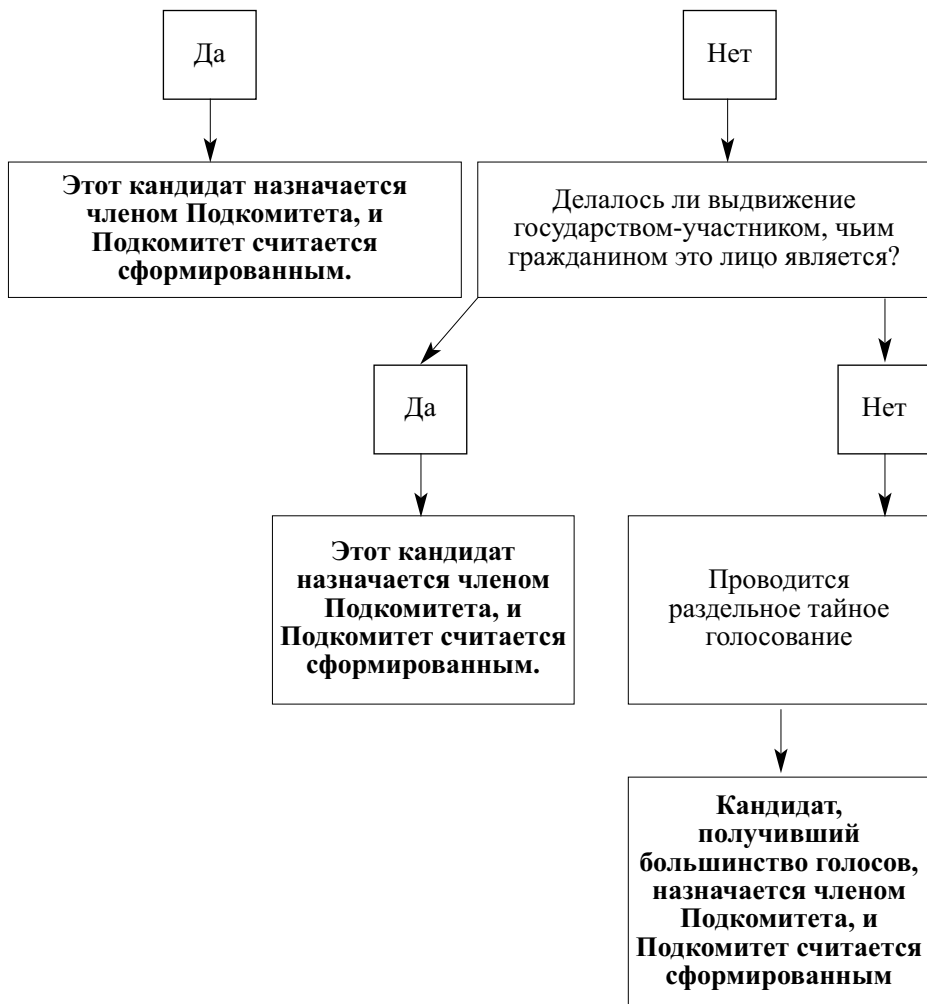 Да
Нет
Этот кандидат назначается
членом Подкомитета, и
Подкомитет считается
сформированным.
Делалось ли выдвижение
государством-участником, чьим
гражданином это лицо является?
Да
Нет
Этот кандидат
назначается членом
Подкомитета, и
Подкомитет считается
сформированным.
Проводится
раздельное тайное
голосование
Кандидат,
получивший
большинство голосов,
назначается членом
Подкомитета, и
Подкомитет считается
сформированным